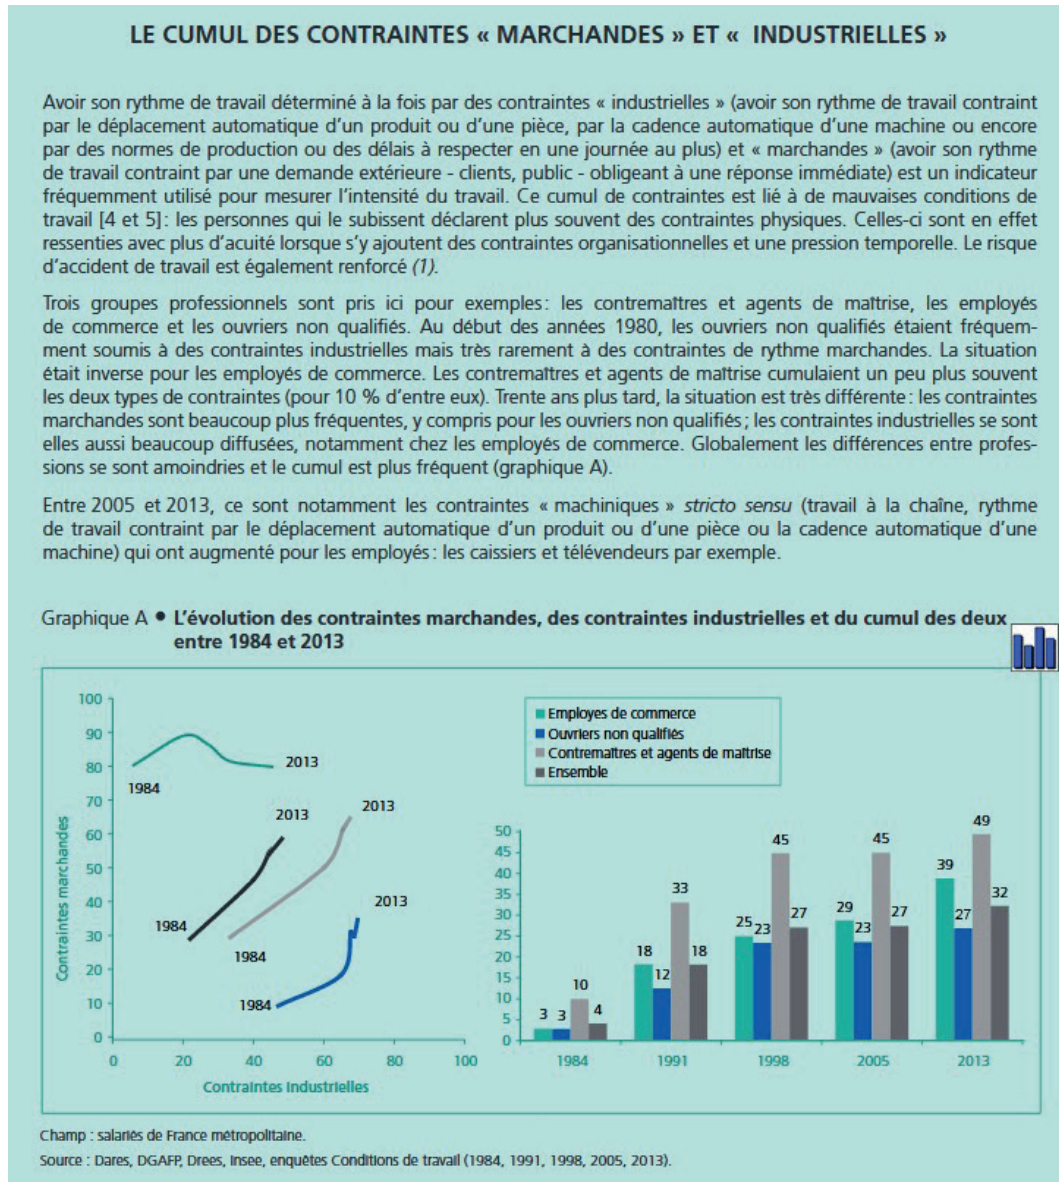 LE CUMUL DES CONTRAINTES « MARCHANDES » ET « INDUSTRIELLES »
Avoir son rythme de travail déterminé à la fois par des contraintes « industrielles » (avoir son rythme de travail contraint
par le déplacement automatique d'un produit ou d'une pièce, par la cadence automatique d'une machine ou encore
par des normes de production ou des délais à respecter en une journée au plus) et « marchandes » (avoir son rythme
de travail contraint par une demande extérieure - clients, public - obligeant à une réponse immédiate) est un indicateur
fréquemment utilisé pour mesurer l'intensité du travail. Ce cumul de contraintes est lié à de mauvaises conditions de
travail [4 et 5] : les personnes qui le subissent déclarent plus souvent des contraintes physiques. Celles-ci sont en effet
ressenties avec plus d'acuité lorsque s'y ajoutent des contraintes organisationnelles et une pression temporelle. Le risque
d'accident de travail est également renforcé (1).
Trois groupes professionnels sont pris ici pour exemples : les contremaîtres et agents de maîtrise, les employés
de commerce et les ouvriers non qualifiés. Au début des années 1980, les ouvriers non qualifiés étaient fréquem-
ment soumis à des contraintes industrielles mais très rarement à des contraintes de rythme marchandes. La situation
était inverse pour les employés de commerce. Les contremaîtres et agents de maîtrise cumulaient un peu plus souvent
les deux types de contraintes (pour 10 % d'entre eux). Trente ans plus tard, la situation est très différente : les contraintes
marchandes sont beaucoup plus fréquentes, y compris pour les ouvriers non qualifiés ; les contraintes industrielles se sont
elles aussi beaucoup diffusées, notamment chez les employés de commerce. Globalement les différences entre profes-
sions se sont amoindries et le cumul est plus fréquent (graphique A).
Entre 2005 et 2013, ce sont notamment les contraintes « machiniques » stricto sensu (travail à la chaîne, rythme
de travail contraint par le déplacement automatique d'un produit ou d'une pièce ou la cadence automatique d'une
machine) qui ont augmenté pour les employés : les caissiers et télévendeurs par exemple.
Graphique A • L'évolution des contraintes marchandes, des contraintes industrielles et du cumul des deux
entre 1984 et 2013
Contraintes marchandes
100
90
80
70
60
50
40
30
20
10
0
0 20 40 60 80 100
Contraintes Industrielles
1984
2013
1984
2013
1984
2013
1984
2013
Employes de commerce
Ouvriers non qualifiés
Contremaîtres et agents de maîtrise
Ensemble
50
45
40
35
30
25
20
15
10
5
0
3 3 10 4
18 12 33 18
25 23 45 27
29 23 45 27
39 27 49 32
1984 1991 1998 2005 2013
Champ : salariés de France métropolitaine.
Source : Dares, DGAFP, Drees, Insee, enquêtes Conditions de travail (1984, 1991, 1998, 2005, 2013).